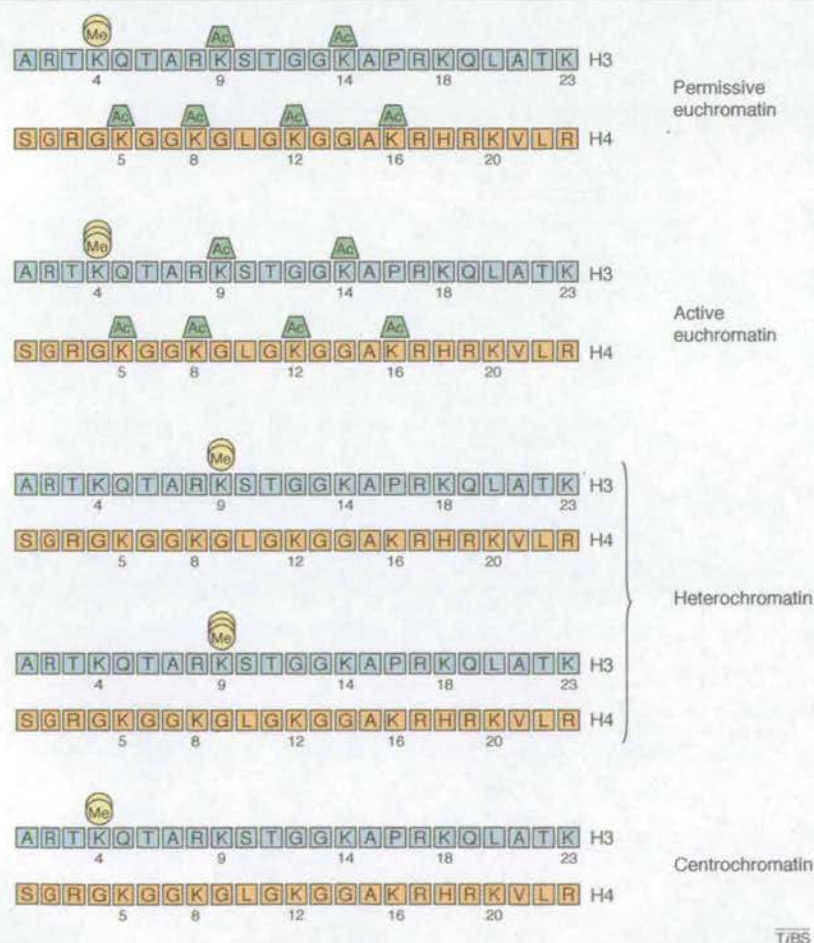 Me Ac Ac
A R T K Q T A R K S T G G K A P R K Q L A T K H3
4 9 14 18 23
Permissive
euchromatin
Ac Ac Ac Ac
S G R G K G G K G L G K G G A K R H R K V L R H4
5 8 12 16 20
Me Ac Ac
A R T K Q T A R K S T G G K A P R K Q L A T K H3
4 9 14 18 23
Active
euchromatin
Ac Ac Ac Ac
S G R G K G G K G L G K G G A K R H R K V L R H4
5 8 12 16 20
Me
A R T K Q T A R K S T G G K A P R K Q L A T K H3
4 9 14 18 23
S G R G K G G K G L G K G G A K R H R K V L R H4
5 8 12 16 20
Heterochromatin
Me
A R T K Q T A R K S T G G K A P R K Q L A T K H3
4 9 14 18 23
S G R G K G G K G L G K G G A K R H R K V L R H4
5 8 12 16 20
Me
A R T K Q T A R K S T G G K A P R K Q L A T K H3
4 9 14 18 23
Centrochromatin
S G R G K G G K G L G K G G A K R H R K V L R H4
5 8 12 16 20
TiBS